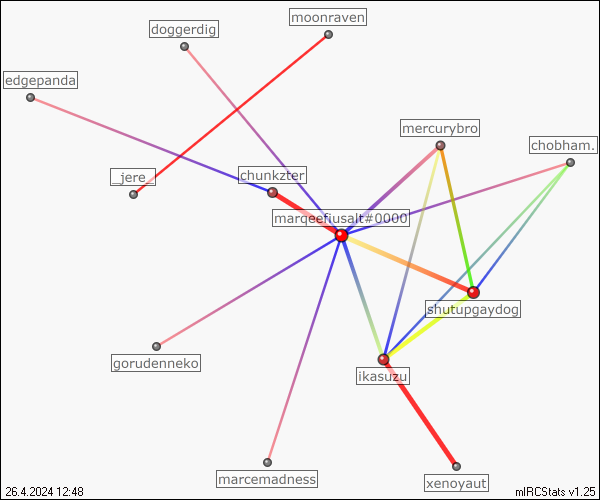 moonraven
doggerdig
edgepanda
mercurybro
chobham.
_jere_
chunkzter
marqeefiusalt#0000
shutupgaydog
gorudenneko
ikasuzu
marcemadness
xenoyaut
26.4.2024 12:48
mIRCStats v1.25